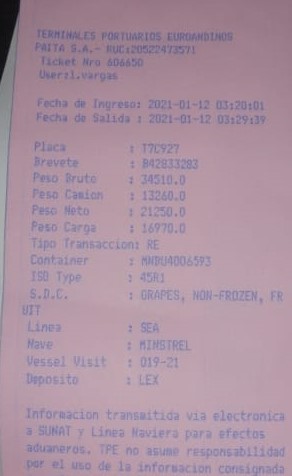 TERMINALES PORTUARIOS EUROANDINOS
PAITA S.A.- RUC:20522473571
Ticket Nro 606650
User:l.vargas
Fecha de Ingreso: 2021-01-12 03:20:01
Fecha de Salida : 2021-01-12 03:29:39
Placa : T7C927
Brevete : B42833283
Peso Bruto : 34510.0
Peso Camion : 13260.0
Peso Neto : 21250.0
Peso Carga : 16970.0
Tipo Transaccion: RE
Container : MNBU4006593
ISO Type : 45R1
S.D.C. : GRAPES, NON-FROZEN, FR
UIT
Linea : SEA
Nave : MINSTREL
Vessel Visit : 019-21
Deposito : LEX
Informacion transmitida via electronica
a SUNAT y Linea Naviera para efectos
aduaneros. TPE no asume responsabilidad
por el uso de la informacion consignada